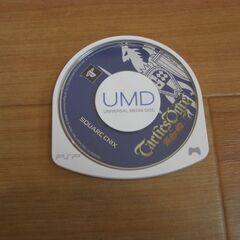 UMD
UNIVERSAL MEDIA DISC
Tactics Ogre
SQUARE ENIX
PSP